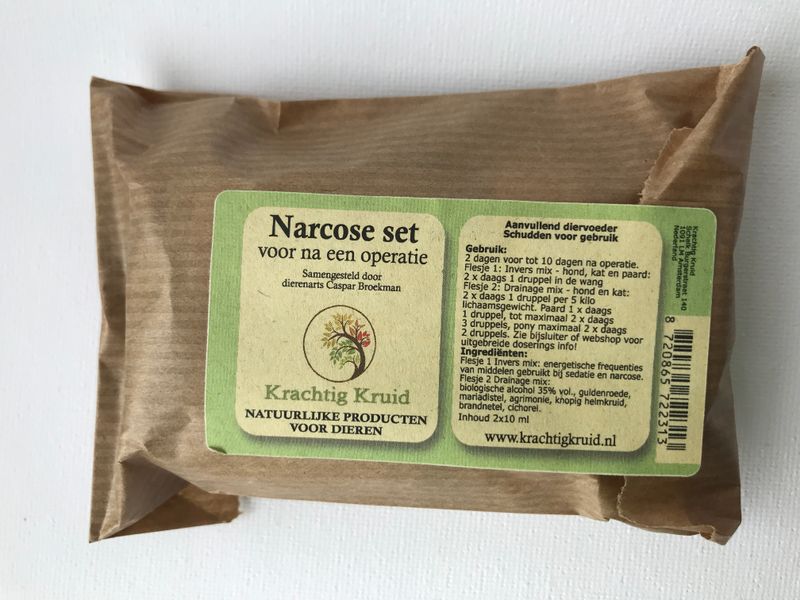 Narcose set
voor na een operatie
Samengesteld door
dierenarts Caspar Broekman
Krachtig Kruid
NATUURLIJKE PRODUCTEN
VOOR DIEREN
Aanvullend diervoeder
Schudden voor gebruik
Gebruik:
2 dagen voor tot 10 dagen na operatie.
Flesje 1: Invers mix - hond, kat en paard:
2 x daags 1 druppel in de wang
Flesje 2: Drainage mix - hond en kat:
2 x daags 1 druppel per 5 kilo
lichaamsgewicht. Paard 1 x daags
1 druppel, tot maximaal 2 x daags
3 druppels, pony maximaal 2 x daags
2 druppels. Zie bijsluiter of webshop voor
uitgebreide doserings info!
Ingrediënten:
Flesje 1 Invers mix: energetische frequenties
van middelen gebruikt bij sedatie en narcose.
Flesje 2 Drainage mix:
biologische alcohol 35% vol., guldenroede,
mariadistel, agrimonie, knopig helmkruid,
brandnetel, cichorei.
Inhoud 2x10 ml
www.krachtigkruid.nl
Krachtig Kruid
Schalk Burgerstraat 140
1091 LM Amsterdam
Nederland
8 720865 722313